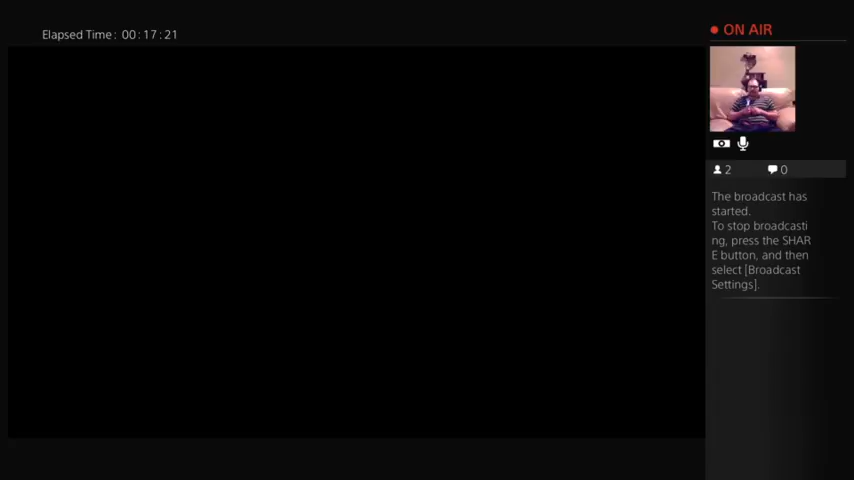 Elapsed Time: 00:17:21
ON AIR
2 0
The broadcast has
started.
To stop broadcasti
ng, press the SHAR
E button, and then
select [Broadcast
Settings].